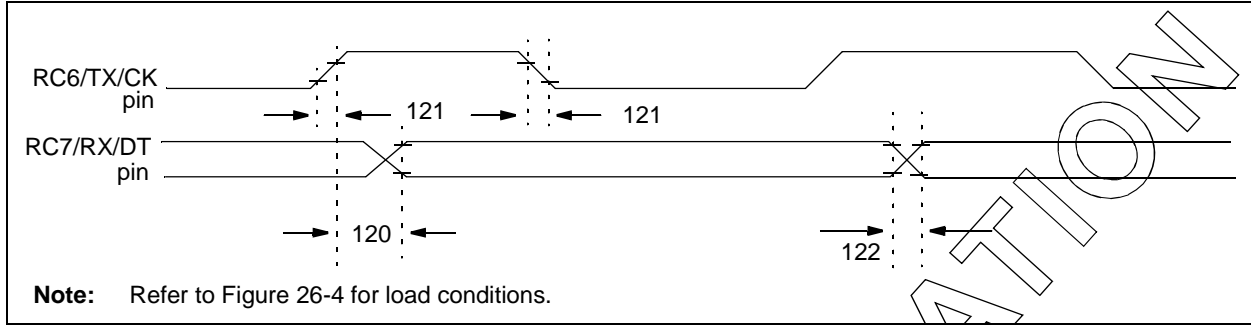 RC6/TX/CK
pin
121
121
RC7/RX/DT
pin
120
122
Note: Refer to Figure 26-4 for load conditions.
ATION